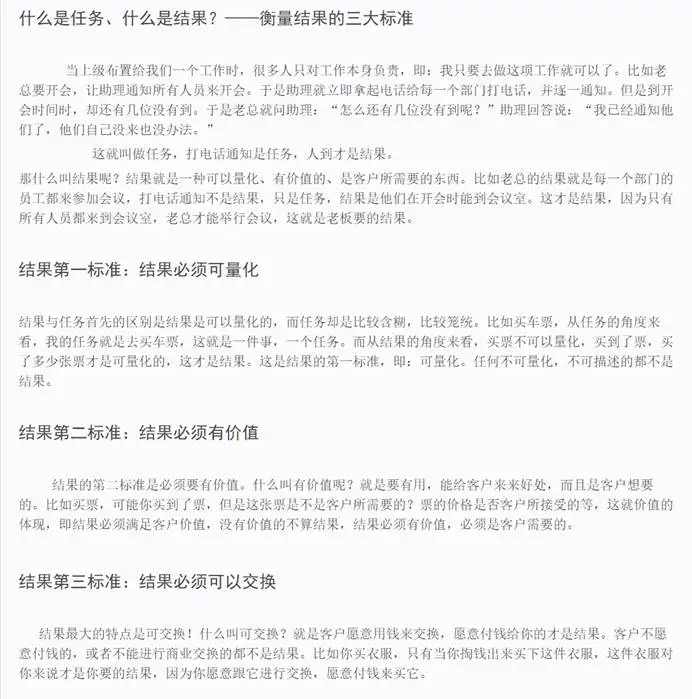 什么是任务、什么是结果？——衡量结果的三大标准
当上级布置给我们一个工作时，很多人只对工作本身负责，即：我只要去做这项工作就可以了。比如老
总要开会，让助理通知所有人员来开会。于是助理就立即拿起电话给每一个部门打电话，并逐一通知。但是到开
会时间时，却还有几位没有到。于是老总就问助理：“怎么还有几位没有到呢？”助理回答说：“我已经通知他
们了，他们自己没来也没办法。”
这就叫做任务，打电话通知是任务，人到才是结果。
那什么叫结果呢？结果就是一种可以量化、有价值的、是客户所需要的东西。比如老总的结果就是每一个部门的
员工都来参加会议，打电话通知不是结果，只是任务，结果是他们在开会时能到会议室。这才是结果，因为只有
所有人员都来到会议室，老总才能举行会议，这就是老板要的结果。
结果第一标准：结果必须可量化
结果与任务首先的区别是结果是可以量化的，而任务却是比较含糊，比较笼统。比如买车票，从任务的角度来
看，我的任务就是去买车票，这就是一件事，一个任务。而从结果的角度来看，买票不可以量化，买到了票，买
了多少张票才是可量化的，这才是结果。这是结果的第一标准，即：可量化。任何不可量化，不可描述的都不是
结果。
结果第二标准：结果必须有价值
结果的第二标准是必须要有价值。什么叫有价值呢？就是要有用，能给客户来来好处，而且是客户想要
的。比如买票，可能你买到了票，但是这张票是不是客户所需要的？票的价格是否客户所接受的等，这就价值的
体现，即结果必须满足客户价值，没有价值的不算结果，结果必须有价值，必须是客户需要的。
结果第三标准：结果必须可以交换
结果最大的特点是可交换！什么叫可交换？就是客户愿意用钱来交换，愿意付钱给你的才是结果。客户不愿
意付钱的，或者不能进行商业交换的都不是结果。比如你买衣服，只有当你掏钱出来买下这件衣服，这件衣服对
你来说才是你要的结果，因为你愿意跟它进行交换，愿意付钱来买它。